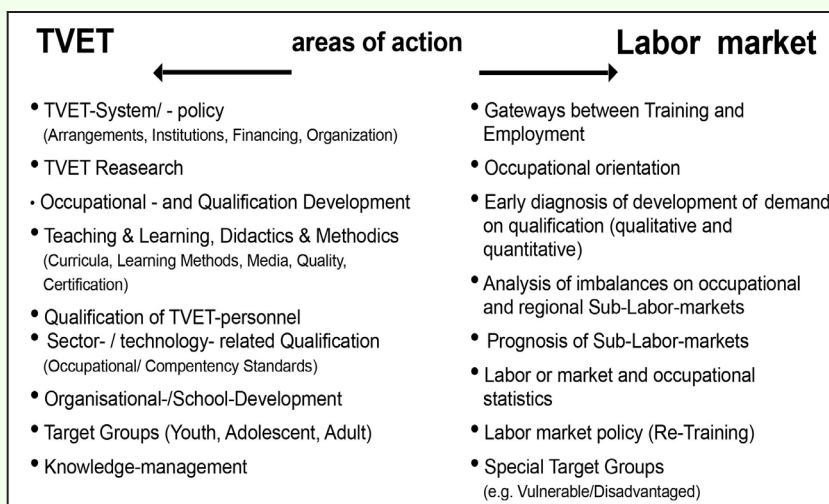 TVET areas of action Labor market
• TVET-System/ - policy
(Arrangements, Institutions, Financing, Organization)
• TVET Reasearch
• Occupational - and Qualification Development
• Teaching & Learning, Didactics & Methodics
(Curricula, Learning Methods, Media, Quality,
Certification)
• Qualification of TVET-personnel
• Sector- / technology- related Qualification
(Occupational/ Compentency Standards)
• Organisational-/School-Development
• Target Groups (Youth, Adolescent, Adult)
• Knowledge-management
• Gateways between Training and
Employment
• Occupational orientation
• Early diagnosis of development of demand
on qualification (qualitative and
quantitative)
• Analysis of imbalances on occupational
and regional Sub-Labor-markets
• Prognosis of Sub-Labor-markets
• Labor or market and occupational
statistics
• Labor market policy (Re-Training)
• Special Target Groups
(e.g. Vulnerable/Disadvantaged)